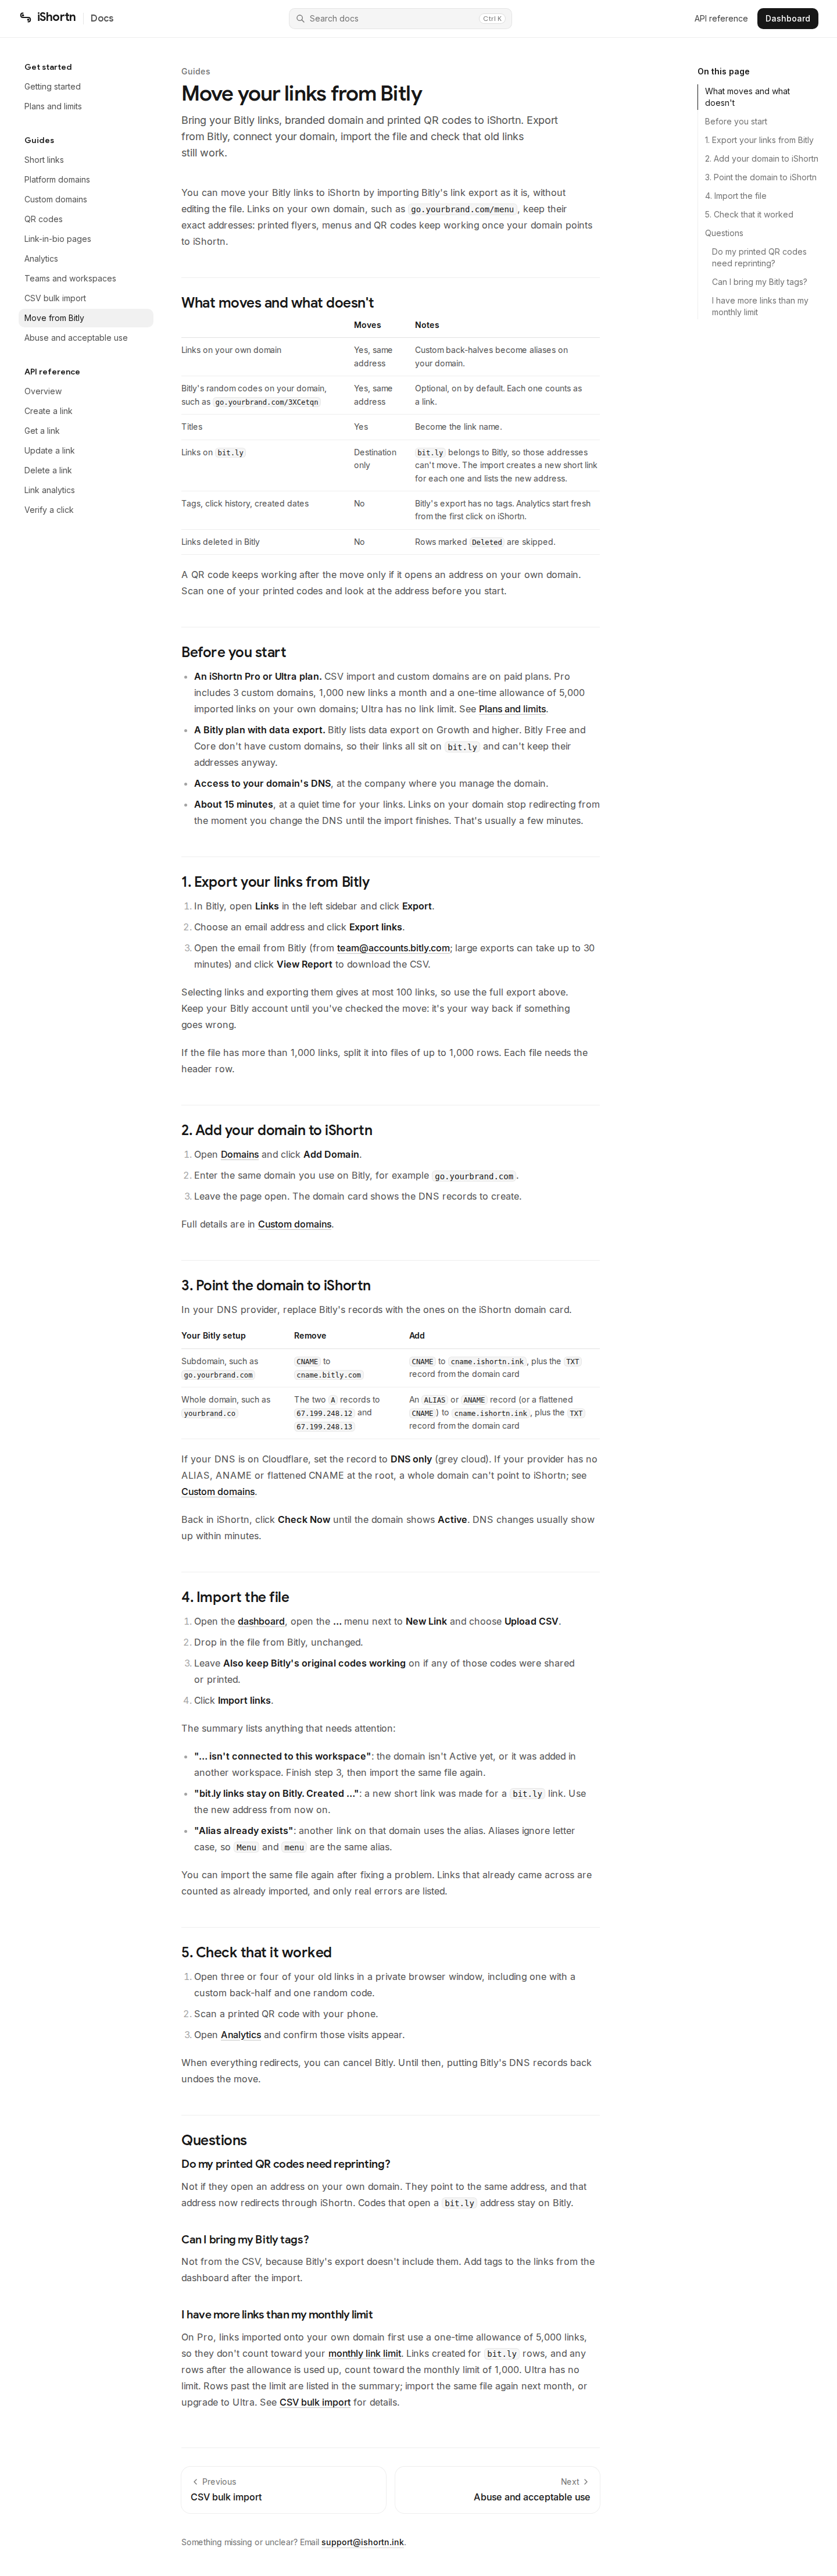 iShortn
Docs
Search docs
Ctrl K
API reference
Dashboard
Get started
Getting started
Plans and limits
Guides
Short links
Platform domains
Custom domains
QR codes
Link-in-bio pages
Analytics
Teams and workspaces
CSV bulk import
Move from Bitly
Abuse and acceptable use
API reference
Overview
Create a link
Get a link
Update a link
Delete a link
Link analytics
Verify a click
Guides
Move your links from Bitly
Bring your Bitly links, branded domain and printed QR codes to iShortn. Export
from Bitly, connect your domain, import the file and check that old links
still work.
You can move your Bitly links to iShortn by importing Bitly's link export as it is, without
editing the file. Links on your own domain, such as go.yourbrand.com/menu, keep their
exact addresses: printed flyers, menus and QR codes keep working once your domain points
to iShortn.
What moves and what doesn't
Moves Notes
Links on your own domain Yes, same Custom back-halves become aliases on
address your domain.
Bitly's random codes on your domain, Yes, same Optional, on by default. Each one counts as
such as go.yourbrand.com/3XCetqn address a link.
Titles Yes Become the link name.
Links on bit.ly Destination bit.ly belongs to Bitly, so those addresses
only can't move. The import creates a new short link
for each one and lists the new address.
Tags, click history, created dates No Bitly's export has no tags. Analytics start fresh
from the first click on iShortn.
Links deleted in Bitly No Rows marked Deleted are skipped.
A QR code keeps working after the move only if it opens an address on your own domain.
Scan one of your printed codes and look at the address before you start.
Before you start
• An iShortn Pro or Ultra plan. CSV import and custom domains are on paid plans. Pro
includes 3 custom domains, 1,000 new links a month and a one-time allowance of 5,000
imported links on your own domains; Ultra has no link limit. See Plans and limits.
• A Bitly plan with data export. Bitly lists data export on Growth and higher. Bitly Free and
Core don't have custom domains, so their links all sit on bit.ly and can't keep their
addresses anyway.
• Access to your domain's DNS, at the company where you manage the domain.
• About 15 minutes, at a quiet time for your links. Links on your domain stop redirecting from
the moment you change the DNS until the import finishes. That's usually a few minutes.
1. Export your links from Bitly
1. In Bitly, open Links in the left sidebar and click Export.
2. Choose an email address and click Export links.
3. Open the email from Bitly (from team@accounts.bitly.com; large exports can take up to 30
minutes) and click View Report to download the CSV.
Selecting links and exporting them gives at most 100 links, so use the full export above.
Keep your Bitly account until you've checked the move: it's your way back if something
goes wrong.
If the file has more than 1,000 links, split it into files of up to 1,000 rows. Each file needs the
header row.
2. Add your domain to iShortn
1. Open Domains and click Add Domain.
2. Enter the same domain you use on Bitly, for example go.yourbrand.com.
3. Leave the page open. The domain card shows the DNS records to create.
Full details are in Custom domains.
3. Point the domain to iShortn
In your DNS provider, replace Bitly's records with the ones on the iShortn domain card.
Your Bitly setup Remove Add
Subdomain, such as CNAME to CNAME to cname.ishortn.ink, plus the TXT
go.yourbrand.com cname.bitly.com record from the domain card
Whole domain, such as The two A records to An ALIAS or ANAME record (or a flattened
yourbrand.co 67.199.248.12 and CNAME) to cname.ishortn.ink, plus the TXT
67.199.248.13 record from the domain card
If your DNS is on Cloudflare, set the record to DNS only (grey cloud). If your provider has no
ALIAS, ANAME or flattened CNAME at the root, a whole domain can't point to iShortn; see
Custom domains.
Back in iShortn, click Check Now until the domain shows Active. DNS changes usually show
up within minutes.
4. Import the file
1. Open the dashboard, open the ... menu next to New Link and choose Upload CSV.
2. Drop in the file from Bitly, unchanged.
3. Leave Also keep Bitly's original codes working on if any of those codes were shared
or printed.
4. Click Import links.
The summary lists anything that needs attention:
• "... isn't connected to this workspace": the domain isn't Active yet, or it was added in
another workspace. Finish step 3, then import the same file again.
• "bit.ly links stay on Bitly. Created ...": a new short link was made for a bit.ly link. Use
the new address from now on.
• "Alias already exists": another link on that domain uses the alias. Aliases ignore letter
case, so Menu and menu are the same alias.
You can import the same file again after fixing a problem. Links that already came across are
counted as already imported, and only real errors are listed.
5. Check that it worked
1. Open three or four of your old links in a private browser window, including one with a
custom back-half and one random code.
2. Scan a printed QR code with your phone.
3. Open Analytics and confirm those visits appear.
When everything redirects, you can cancel Bitly. Until then, putting Bitly's DNS records back
undoes the move.
Questions
Do my printed QR codes need reprinting?
Not if they open an address on your own domain. They point to the same address, and that
address now redirects through iShortn. Codes that open a bit.ly address stay on Bitly.
Can I bring my Bitly tags?
Not from the CSV, because Bitly's export doesn't include them. Add tags to the links from the
dashboard after the import.
I have more links than my monthly limit
On Pro, links imported onto your own domain first use a one-time allowance of 5,000 links,
so they don't count toward your monthly link limit. Links created for bit.ly rows, and any
rows after the allowance is used up, count toward the monthly limit of 1,000. Ultra has no
limit. Rows past the limit are listed in the summary; import the same file again next month, or
upgrade to Ultra. See CSV bulk import for details.
Previous
CSV bulk import
Next
Abuse and acceptable use
Something missing or unclear? Email support@ishortn.ink.
On this page
What moves and what
doesn't
Before you start
1. Export your links from Bitly
2. Add your domain to iShortn
3. Point the domain to iShortn
4. Import the file
5. Check that it worked
Questions
Do my printed QR codes
need reprinting?
Can I bring my Bitly tags?
I have more links than my
monthly limit